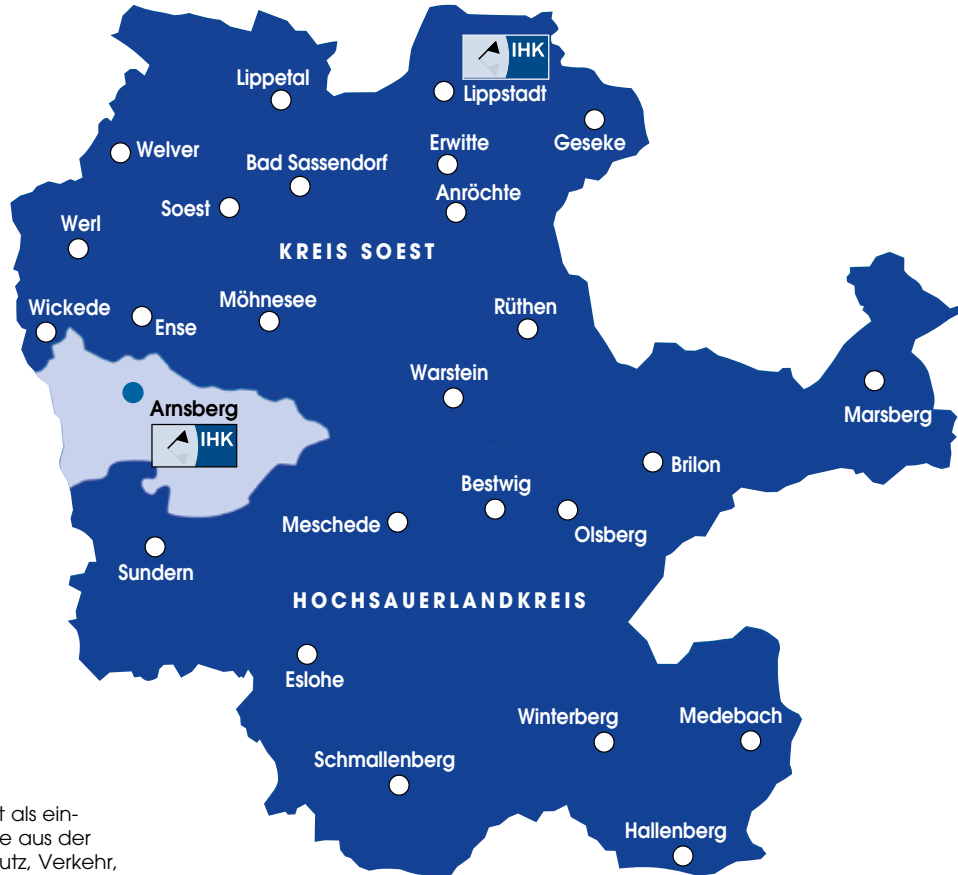 IHK
Lippetal
Lippstadt
Geseke
Erwitte
Welver
Bad Sassendorf
Anröchte
Soest
Werl
KREIS SOEST
Möhnesee
Wickede
Ense
Rüthen
Warstein
Arnsberg
IHK
Marsberg
Brilon
Bestwig
Meschede
Olsberg
Sundern
HOCHSAUERLANDKREIS
Eslohe
Winterberg
Medebach
Schmallenberg
Hallenberg
t als ein-
e aus der
utz, Verkehr,